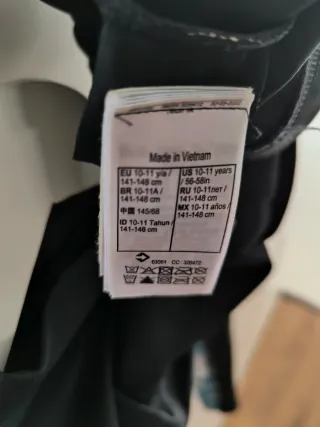 Made in Vietnam
EU 10-11 y/a /
141-148 cm
BR 10-11A /
141-148 cm
中國 145/68
ID 10-11 Tahun /
141-148 cm
US 10-11 years
/ 56-58in
RU 10-11лет /
141-148 cm
MX 10-11 años /
141-148 cm